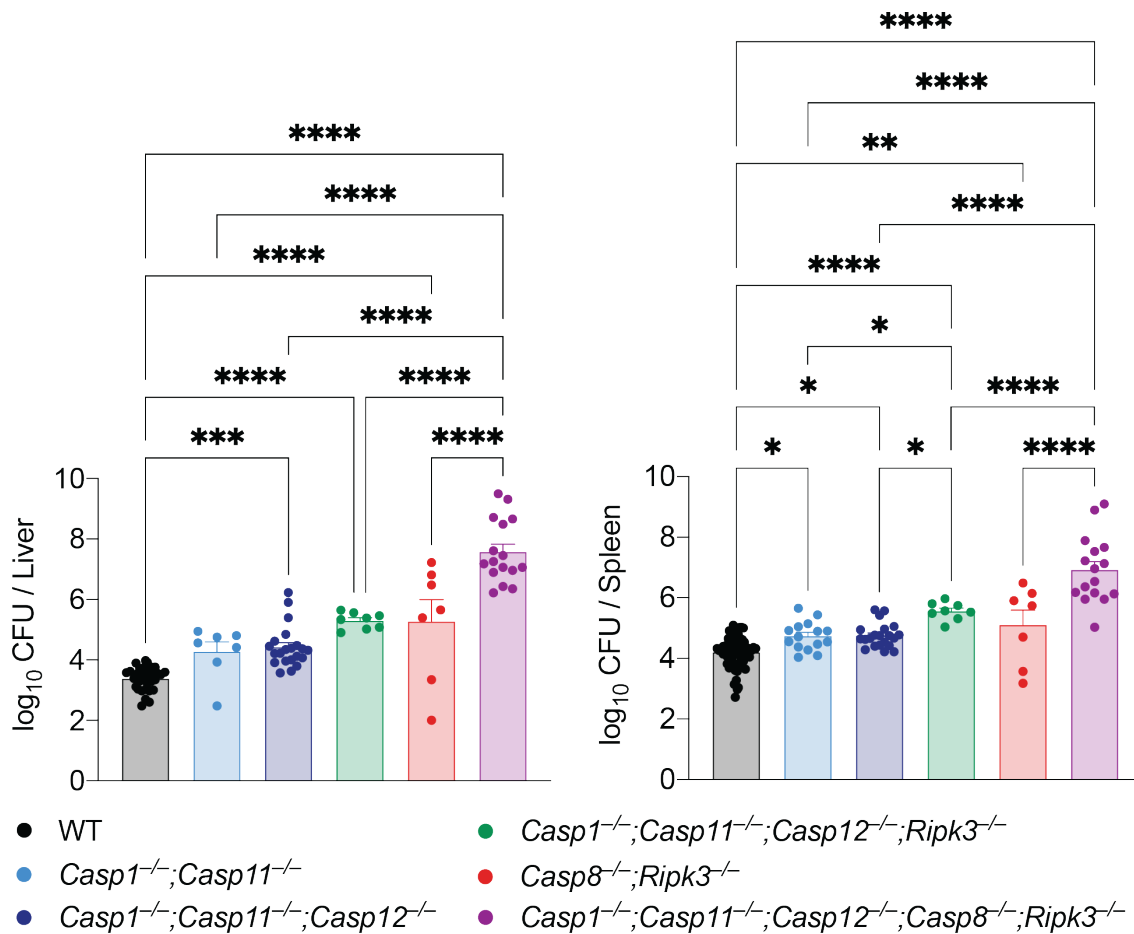 ****
****
****
****
**** ****
*** ****
log10 CFU / Liver
10
8
6
4
2
0
****
****
**
****
****
*
* ****
* * ****
log10 CFU / Spleen
10
8
6
4
2
0
WT
Casp1–/–;Casp11–/–
Casp1–/–;Casp11–/–;Casp12–/–
Casp1–/–;Casp11–/–;Casp12–/–;Ripk3–/–
Casp8–/–;Ripk3–/–
Casp1–/–;Casp11–/–;Casp12–/–;Casp8–/–;Ripk3–/–